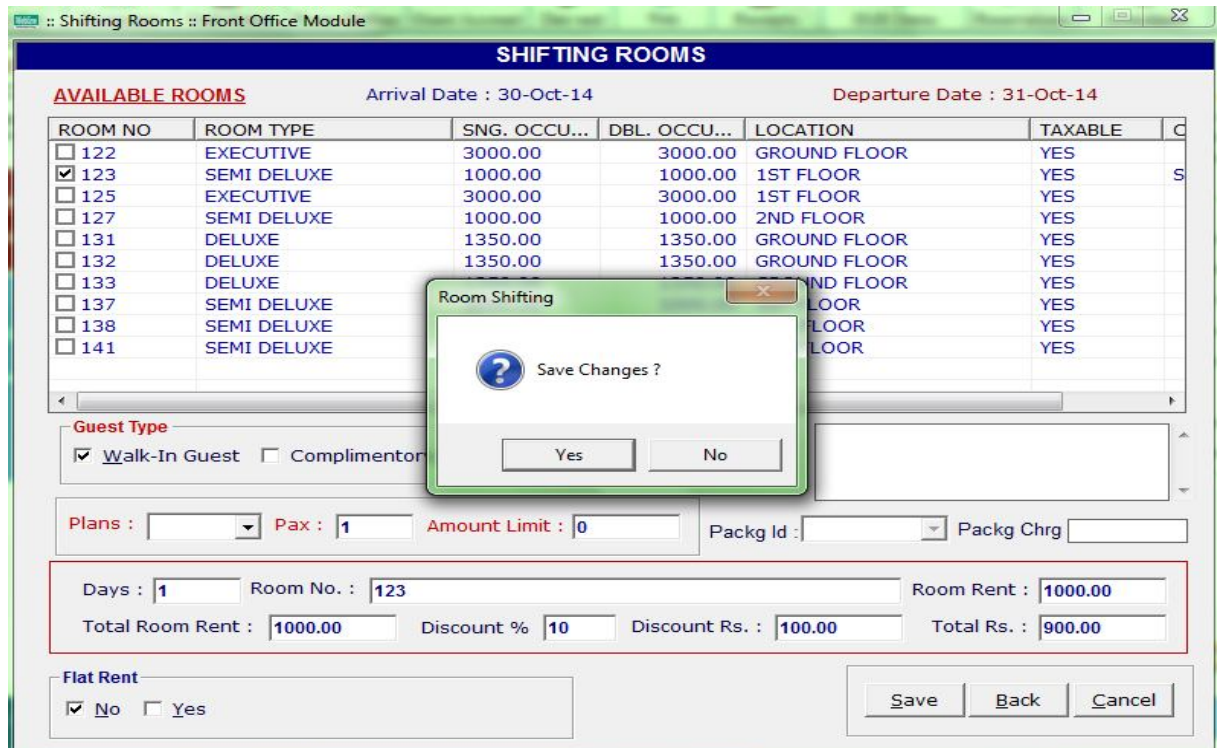 :: Shifting Rooms :: Front Office Module
SHIFTING ROOMS
AVAILABLE ROOMS Arrival Date : 30-Oct-14 Departure Date : 31-Oct-14
ROOM NO ROOM TYPE SNG. OCCU... DBL. OCCU... LOCATION TAXABLE
122 EXECUTIVE 3000.00 3000.00 GROUND FLOOR YES
123 SEMI DELUXE 1000.00 1000.00 1ST FLOOR YES S
125 EXECUTIVE 3000.00 3000.00 1ST FLOOR YES
127 SEMI DELUXE 1000.00 1000.00 2ND FLOOR YES
131 DELUXE 1350.00 1350.00 GROUND FLOOR YES
132 DELUXE 1350.00 1350.00 GROUND FLOOR YES
133 DELUXE YES
137 SEMI DELUXE YES
138 SEMI DELUXE YES
141 SEMI DELUXE YES
Room Shifting
Save Changes ?
Yes No
Guest Type
Walk-In Guest Complimentor
Plans : Pax : 1 Amount Limit : 0 Packg Id : Packg Chrg
Days : 1 Room No. : 123 Room Rent : 1000.00
Total Room Rent : 1000.00 Discount % 10 Discount Rs. : 100.00 Total Rs. : 900.00
Flat Rent
No Yes
Save Back Cancel